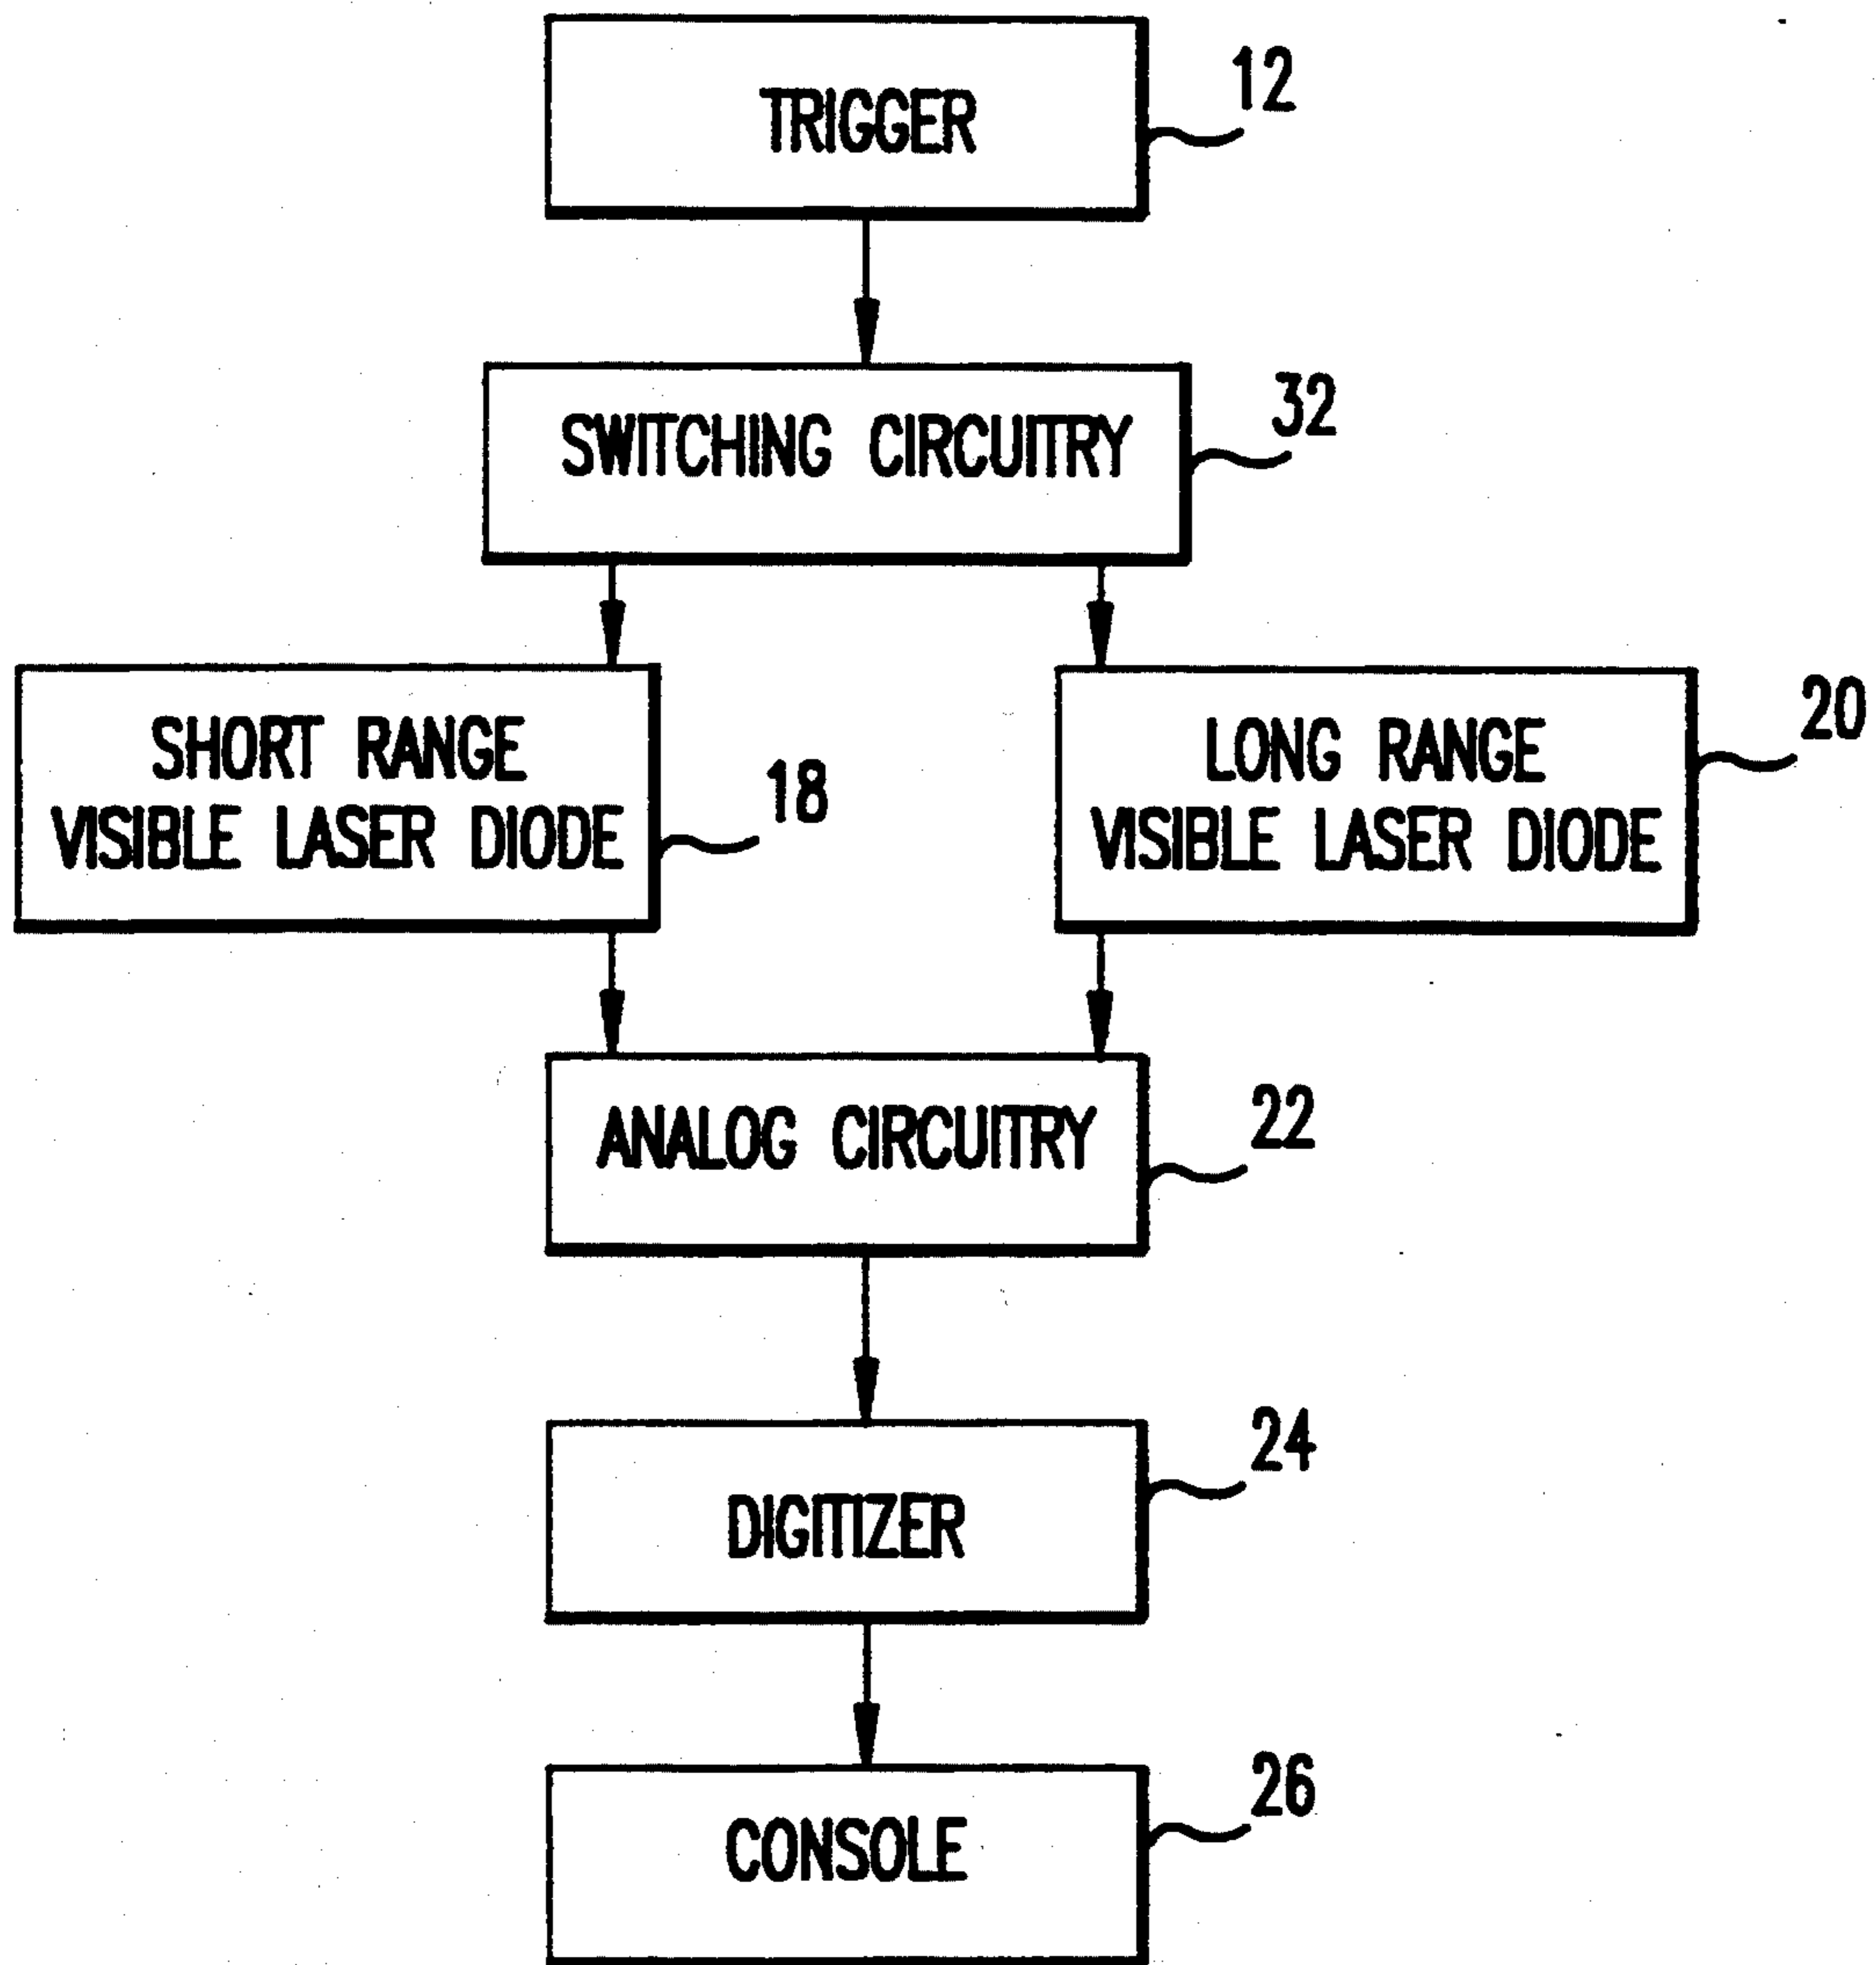 TRIGGER
12
SWITCHING CIRCUITRY
32
SHORT RANGE
VISIBLE LASER DIODE
18
LONG RANGE
VISIBLE LASER DIODE
20
ANALOG CIRCUITRY
22
DIGITIZER
24
CONSOLE
26